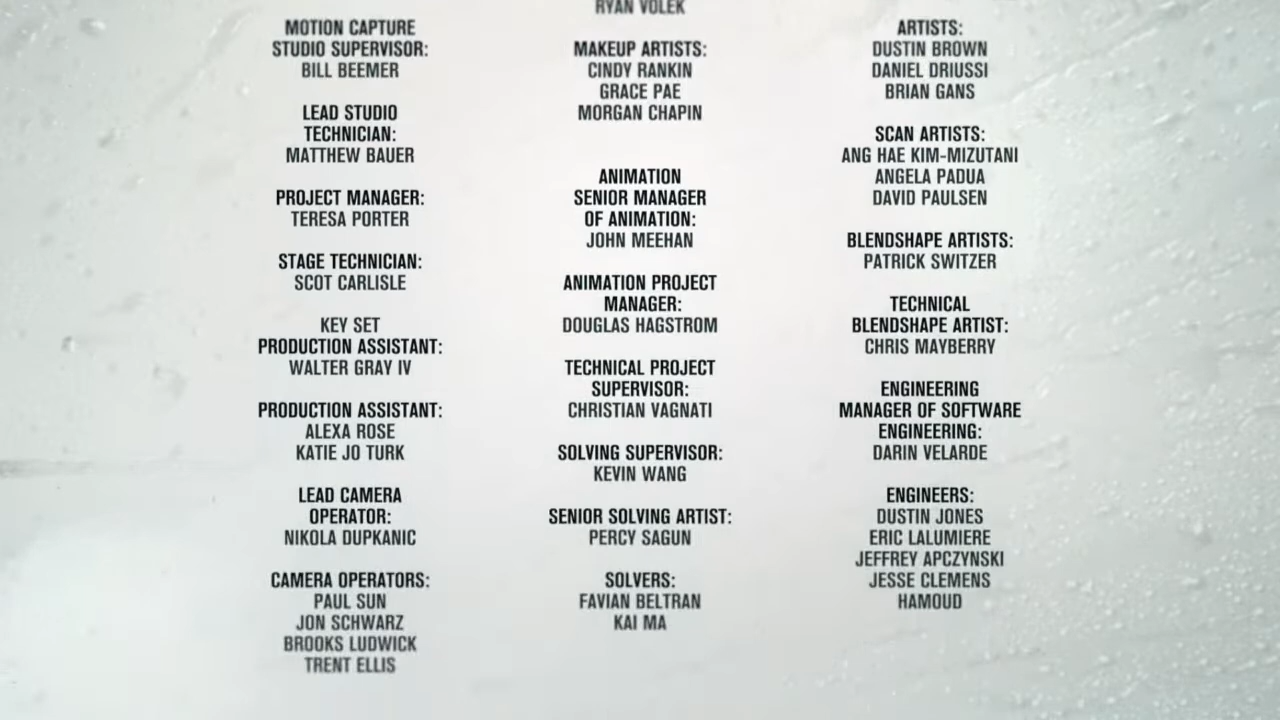 MOTION CAPTURE
STUDIO SUPERVISOR:
BILL BEEMER
LEAD STUDIO
TECHNICIAN:
MATTHEW BAUER
PROJECT MANAGER:
TERESA PORTER
STAGE TECHNICIAN:
SCOT CARLISLE
KEY SET
PRODUCTION ASSISTANT:
WALTER GRAY IV
PRODUCTION ASSISTANT:
ALEXA ROSE
KATIE JO TURK
LEAD CAMERA
OPERATOR:
NIKOLA DUPKANIC
CAMERA OPERATORS:
PAUL SUN
JON SCHWARZ
BROOKS LUDWICK
TRENT ELLIS
RYAN VOLEK
MAKEUP ARTISTS:
CINDY RANKIN
GRACE PAE
MORGAN CHAPIN
ANIMATION
SENIOR MANAGER
OF ANIMATION:
JOHN MEEHAN
ANIMATION PROJECT
MANAGER:
DOUGLAS HAGSTROM
TECHNICAL PROJECT
SUPERVISOR:
CHRISTIAN VAGNATI
SOLVING SUPERVISOR:
KEVIN WANG
SENIOR SOLVING ARTIST:
PERCY SAGUN
SOLVERS:
FAVIAN BELTRAN
KAI MA
ARTISTS:
DUSTIN BROWN
DANIEL DRIUSSI
BRIAN GANS
SCAN ARTISTS:
ANG HAE KIM-MIZUTANI
ANGELA PADUA
DAVID PAULSEN
BLENDSHAPE ARTISTS:
PATRICK SWITZER
TECHNICAL
BLENDSHAPE ARTIST:
CHRIS MAYBERRY
ENGINEERING
MANAGER OF SOFTWARE
ENGINEERING:
DARIN VELARDE
ENGINEERS:
DUSTIN JONES
ERIC LALUMIERE
JEFFREY APCZYNSKI
JESSE CLEMENS
HAMOUD